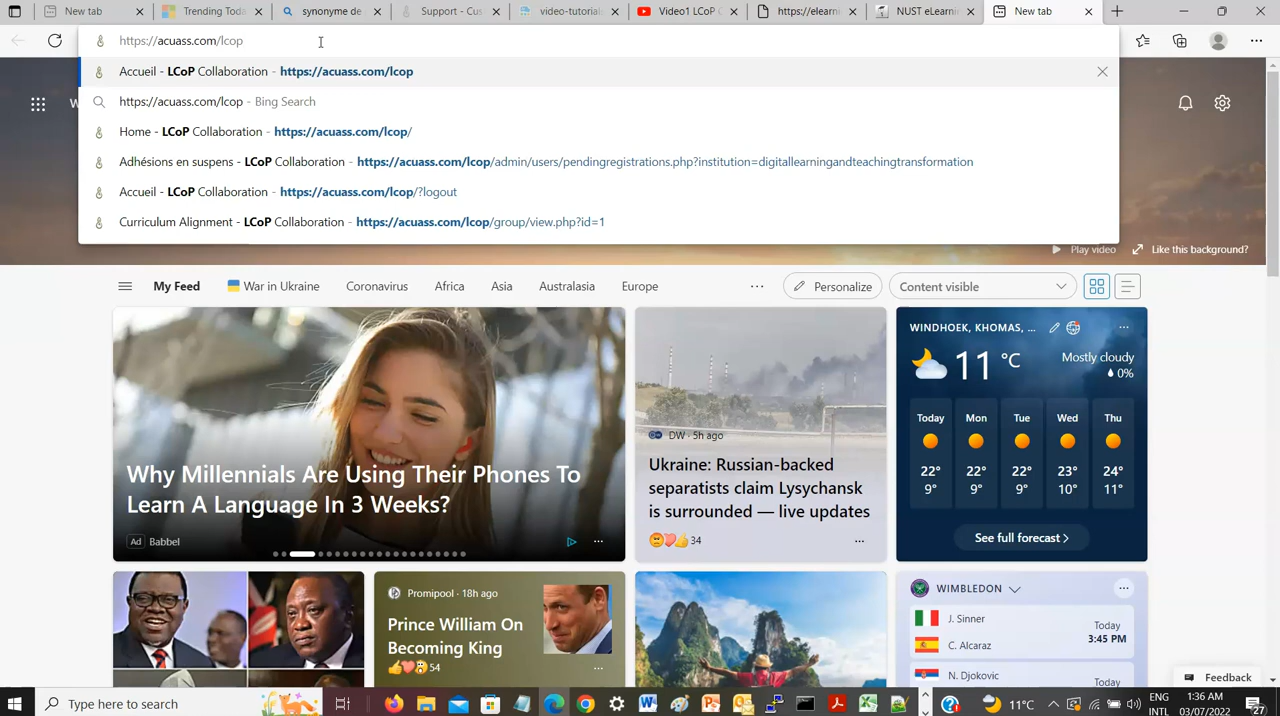 New tab
Trending Toda
synonyme de
Support - Cus
video-tutorials
Video1 LCoP C
https://elearni
NUST eLearnin
New tab
https://acuass.com/lcop
Accueil - LCoP Collaboration - https://acuass.com/lcop
https://acuass.com/lcop - Bing Search
Home - LCoP Collaboration - https://acuass.com/lcop/
Adhésions en suspens - LCoP Collaboration - https://acuass.com/lcop/admin/users/pendingregistrations.php?institution=digitallearningandteachingtransformation
Accueil - LCoP Collaboration - https://acuass.com/lcop/?logout
Curriculum Alignment - LCoP Collaboration - https://acuass.com/lcop/group/view.php?id=1
Play video
Like this background?
My Feed
War in Ukraine
Coronavirus
Africa
Asia
Australasia
Europe
Personalize
Content visible
Why Millennials Are Using Their Phones To
Learn A Language In 3 Weeks?
Ad Babbel
DW · 5h ago
Ukraine: Russian-backed
separatists claim Lysychansk
is surrounded — live updates
34
WINDHOEK, KHOMAS, ...
11 °C
Mostly cloudy
0%
Today Mon Tue Wed Thu
22° 22° 22° 23° 24°
9° 9° 9° 10° 11°
See full forecast
Promipool · 18h ago
Prince William On
Becoming King
54
WIMBLEDON
J. Sinner
C. Alcaraz
Today
3:45 PM
N. Djokovic
Today
Feedback
Type here to search
11°C
ENG
INTL
1:36 AM
03/07/2022
27